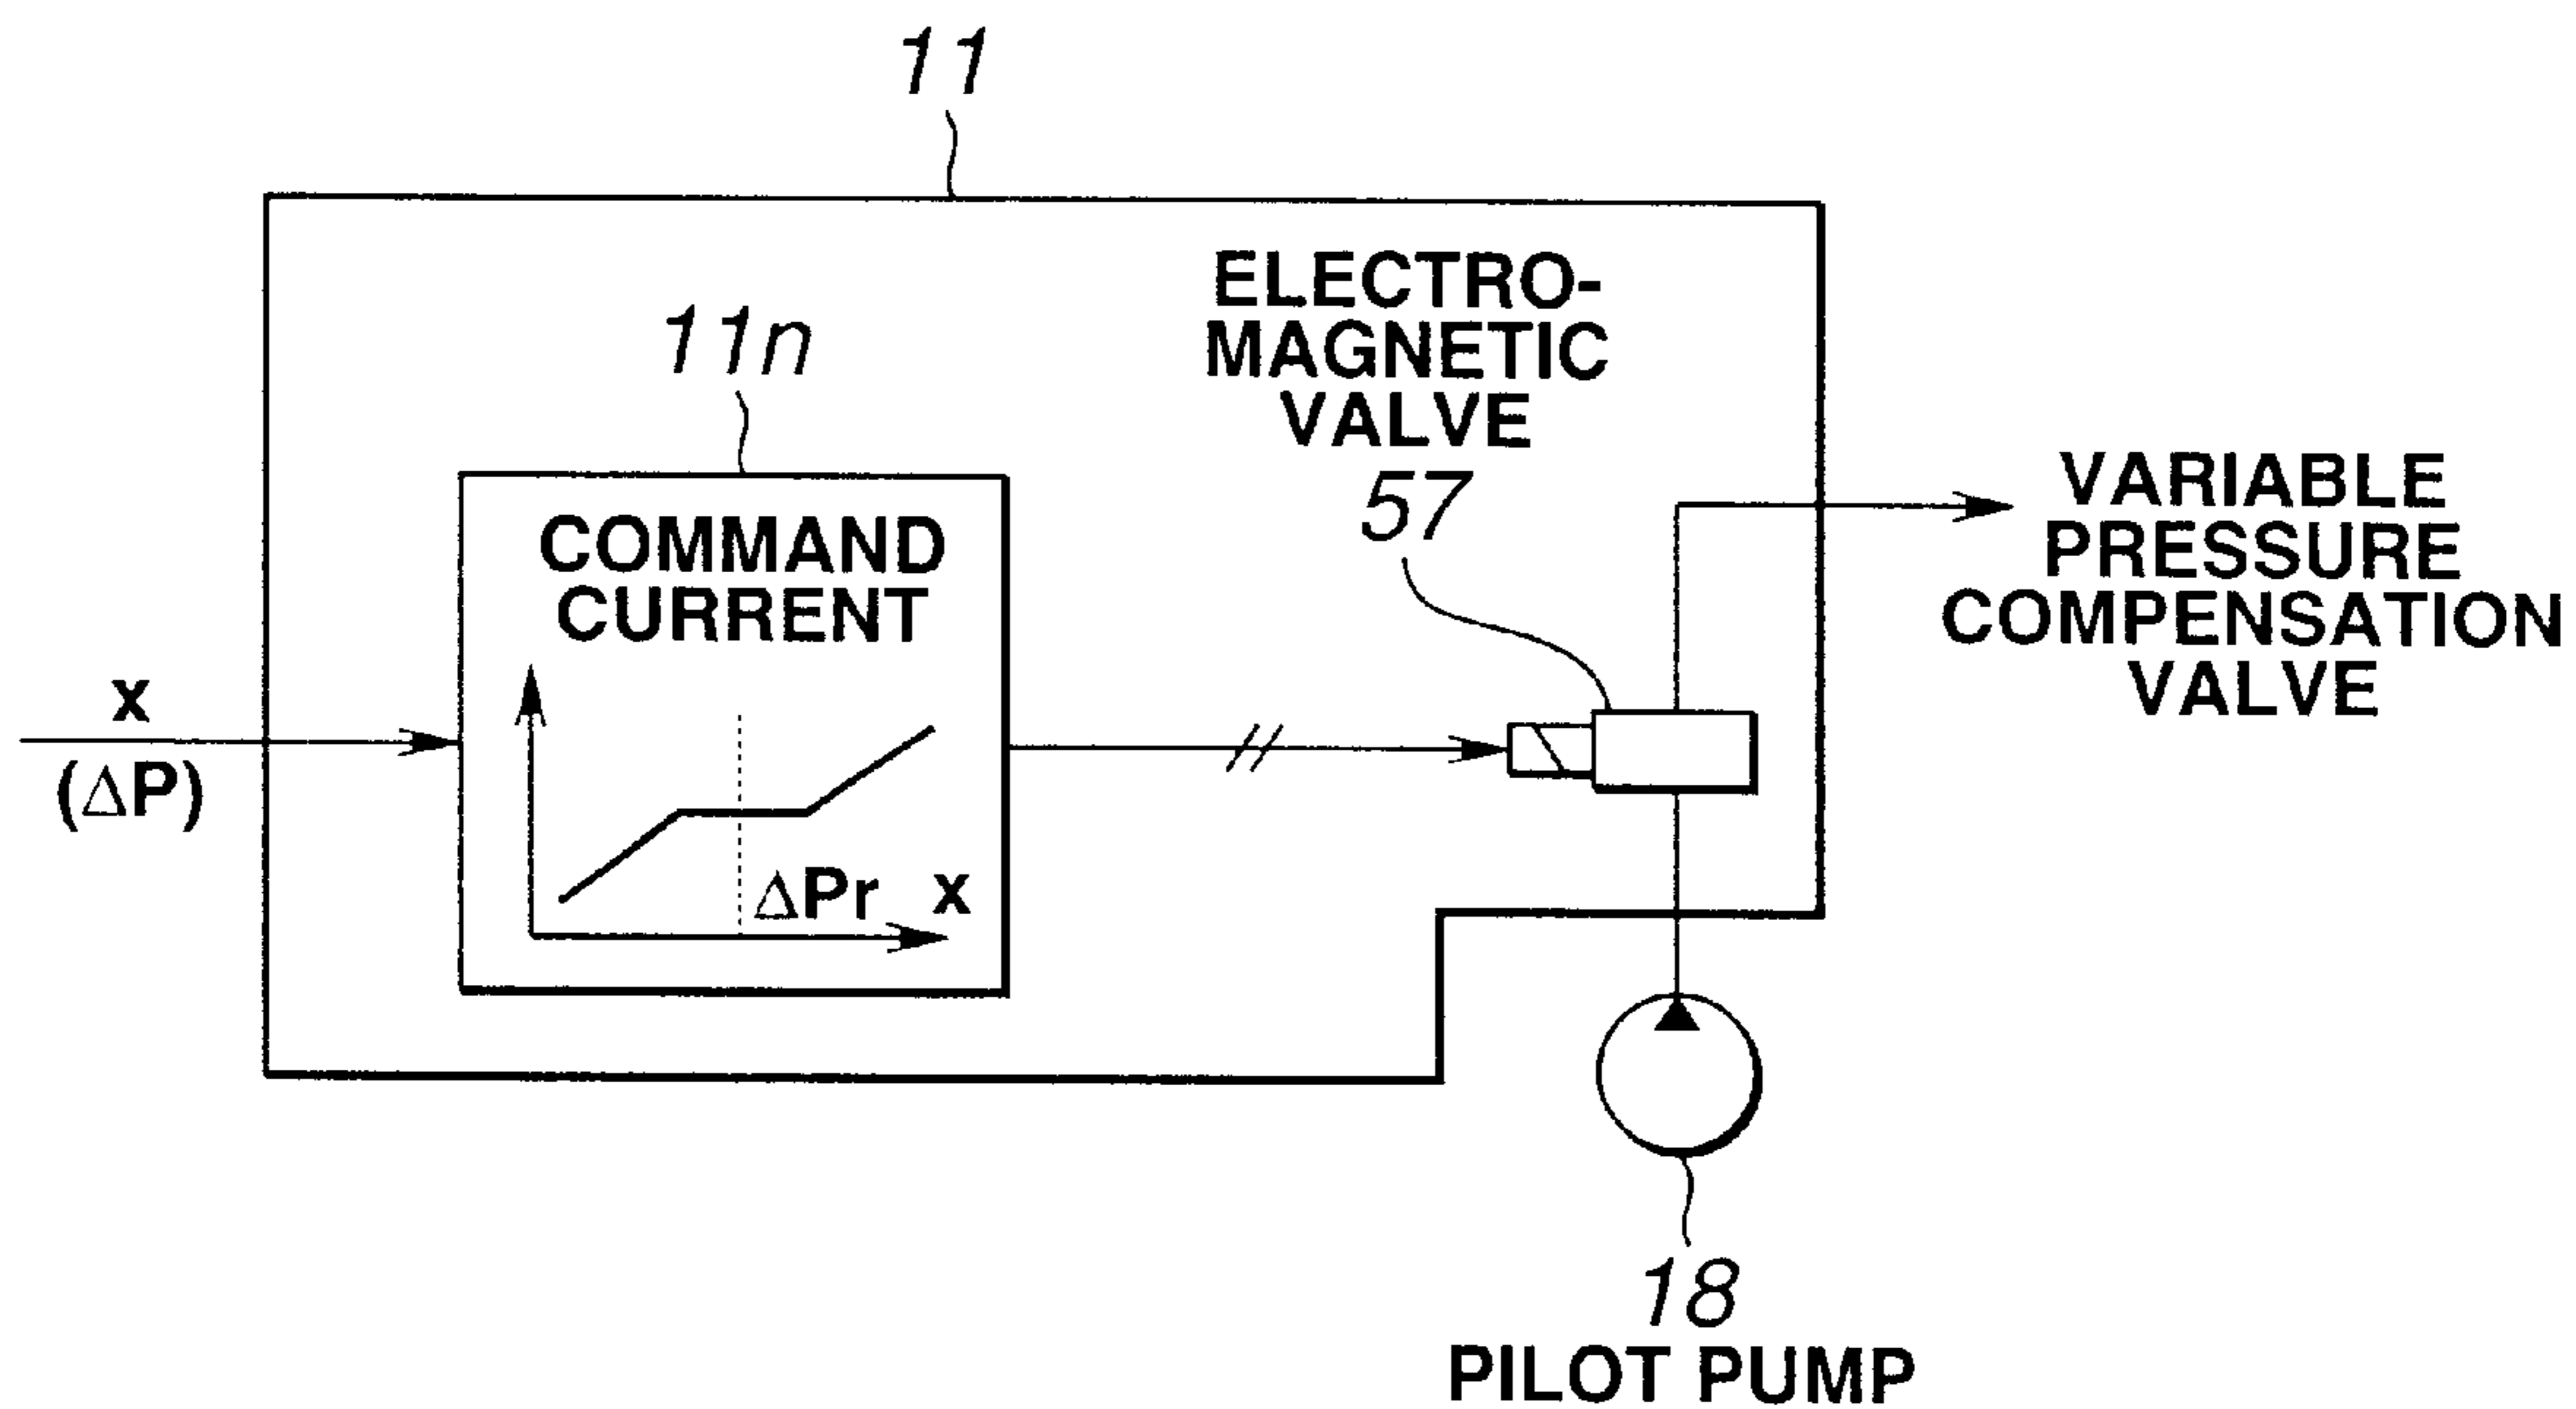 11
ELECTRO-
MAGNETIC
VALVE
57
11n
COMMAND
CURRENT
ΔPr x
x
(ΔP)
VARIABLE
PRESSURE
COMPENSATION
VALVE
18
PILOT PUMP